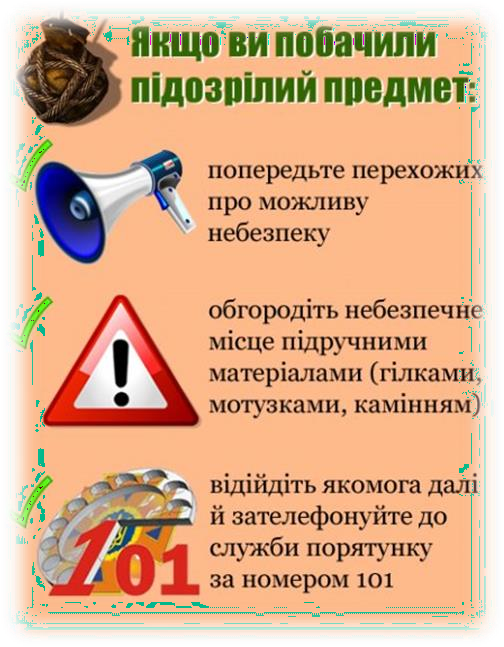 Якщо ви побачили
підозрілий предмет:
попередьте перехожих
про можливу
небезпеку
обгородіть небезпечне
місце підручними
матеріалами (гілками,
мотузками, камінням)
101
відійдіть якомога далі
й зателефонуйте до
служби порятунку
за номером 101